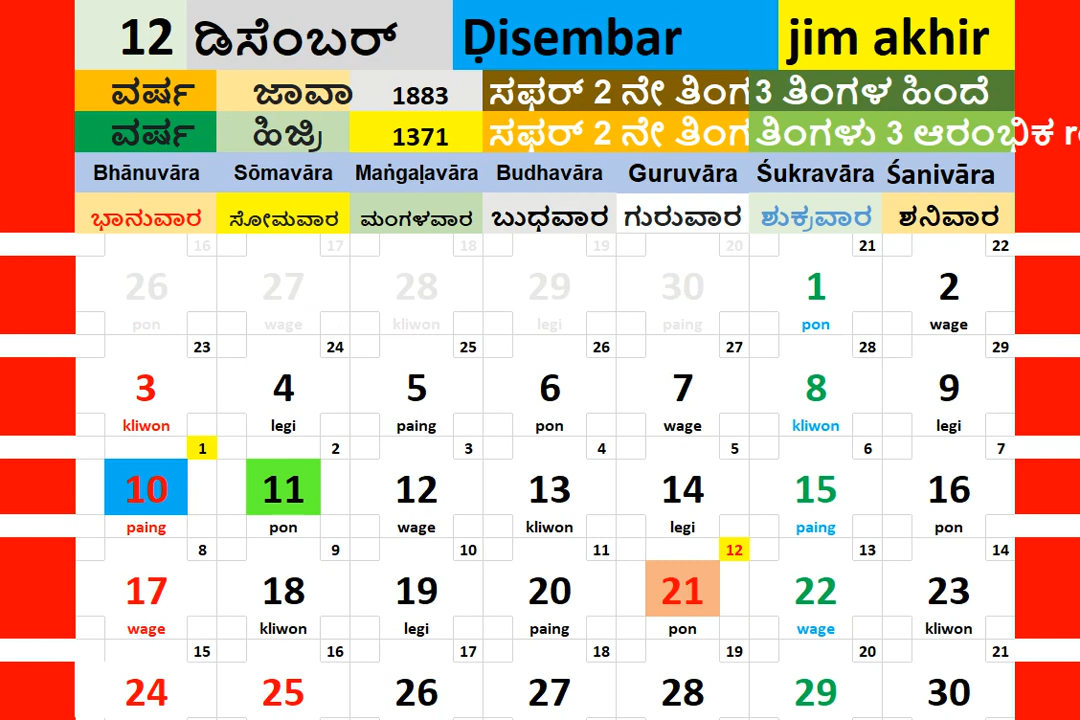 12 ಡಿಸೆಂಬರ್ Ḍisembar jim akhir
ವರ್ಷ ಜಾವಾ 1883 ಸಫರ್ 2 ನೇ ತಿಂಗ 3 ತಿಂಗಳ ಹಿಂದೆ
ವರ್ಷ ಹಿಜ್ರಿ 1371 ಸಫರ್ 2 ನೇ ತಿಂಗ ತಿಂಗಳು 3 ಆರಂಭಿಕ re
Bhānuvāra Sōmavāra Maṅgaḷavāra Budhavāra Guruvāra Śukravāra Śanivāra
ಭಾನುವಾರ ಸೋಮವಾರ ಮಂಗಳವಾರ ಬುಧವಾರ ಗುರುವಾರ ಶುಕ್ರವಾರ ಶನಿವಾರ
16 17 18 19 20 21 22
26 27 28 29 30 1 2
pon wage kliwon legi paing pon wage
23 24 25 26 27 28 29
3 4 5 6 7 8 9
kliwon legi paing pon wage kliwon legi
1 2 3 4 5 6 7
10 11 12 13 14 15 16
paing pon wage kliwon legi paing pon
8 9 10 11 12 13 14
17 18 19 20 21 22 23
wage kliwon legi paing pon wage kliwon
15 16 17 18 19 20 21
24 25 26 27 28 29 30